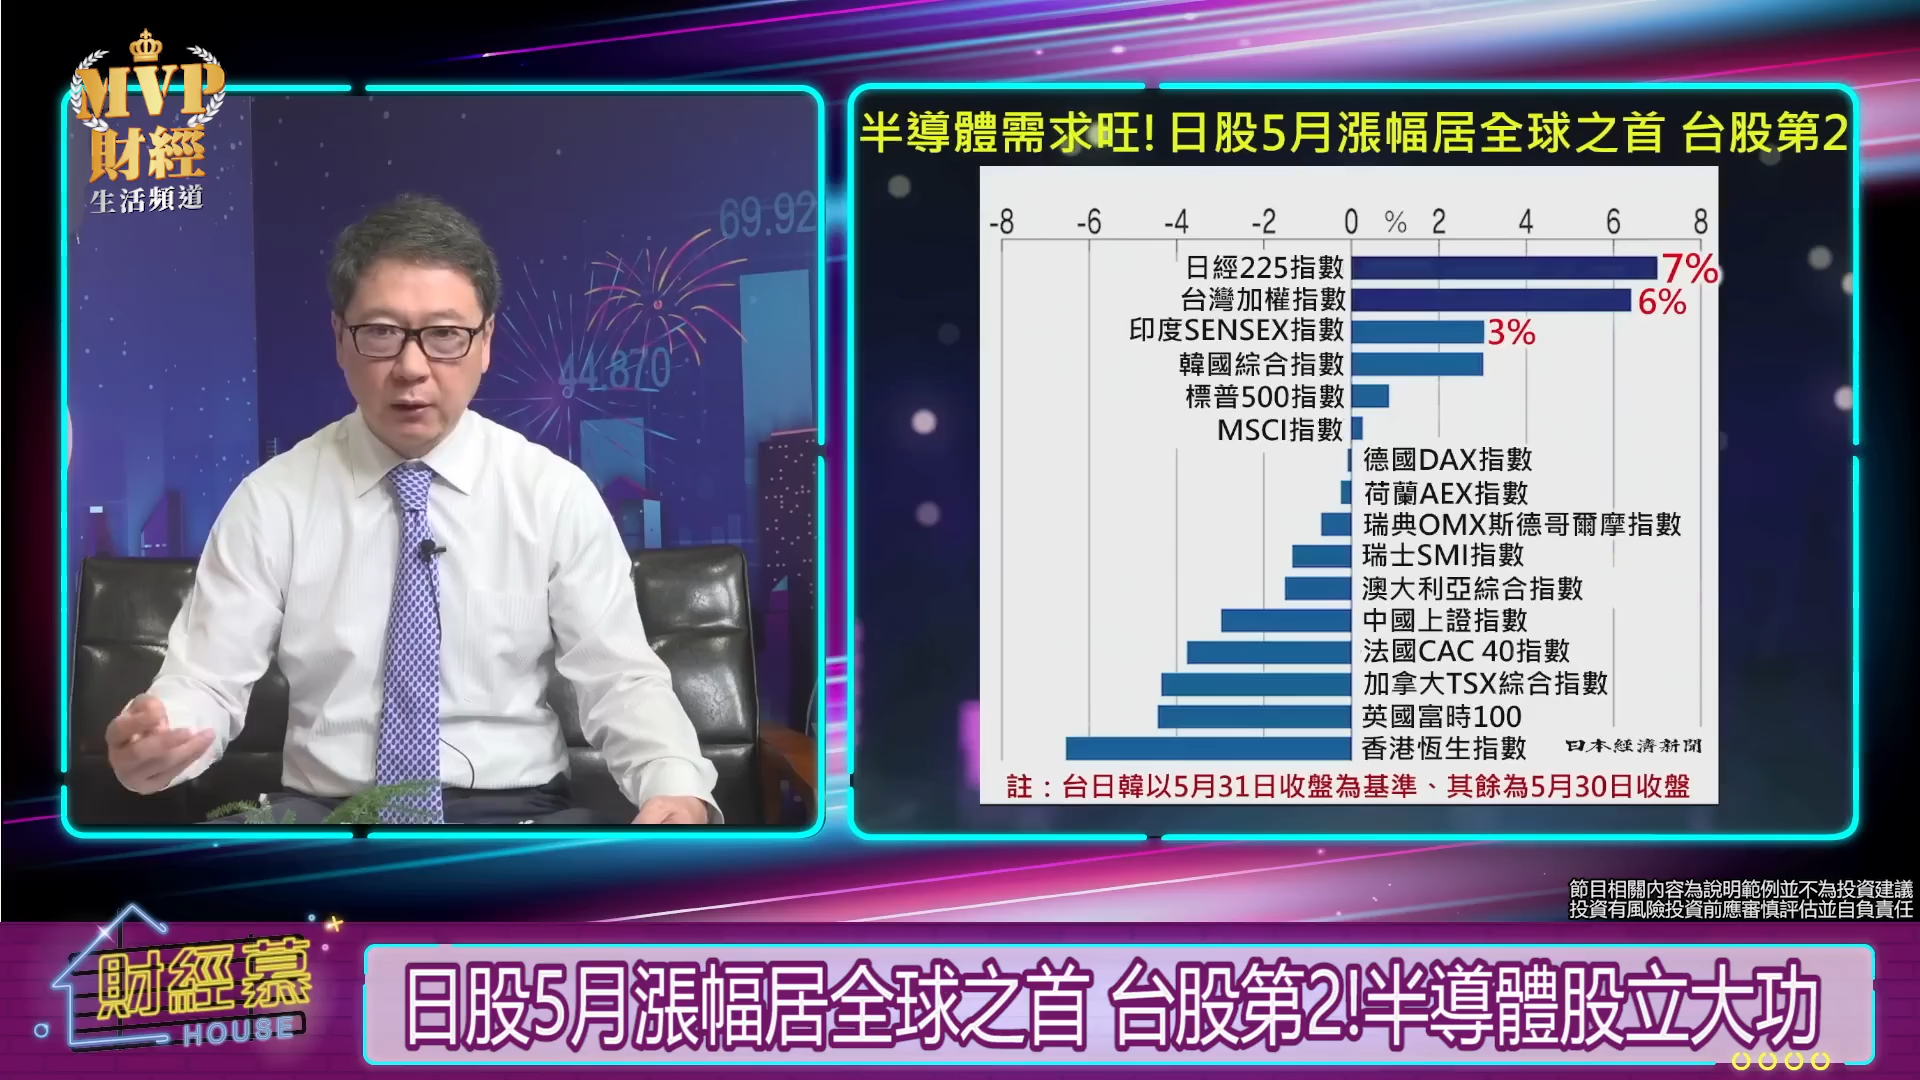 MVP
財經
生活頻道
69.92
44.870
半導體需求旺! 日股5月漲幅居全球之首 台股第2
-8 -6 -4 -2 0 % 2 4 6 8
日經225指數 7%
台灣加權指數 6%
印度SENSEX指數 3%
韓國綜合指數
標普500指數
MSCI指數
德國DAX指數
荷蘭AEX指數
瑞典OMX斯德哥爾摩指數
瑞士SMI指數
澳大利亞綜合指數
中國上證指數
法國CAC 40指數
加拿大TSX綜合指數
英國富時100
香港恆生指數
日本経済新聞
註：台日韓以5月31日收盤為基準、其餘為5月30日收盤
節目相關內容為說明範例並不為投資建議
投資有風險投資前應審慎評估並自負責任
財經慕
HOUSE
日股5月漲幅居全球之首 台股第2!半導體股立大功